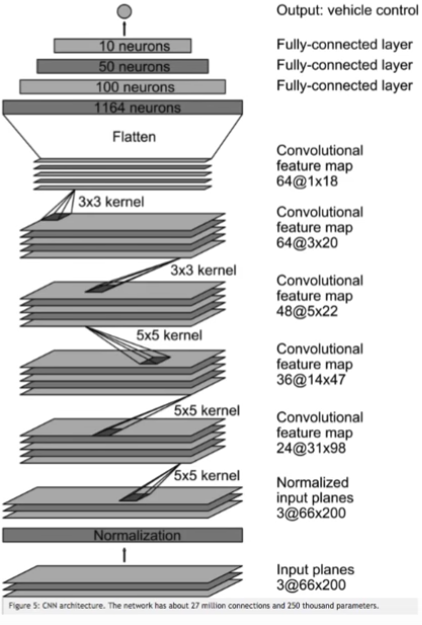 Output: vehicle control
10 neurons
Fully-connected layer
50 neurons
Fully-connected layer
100 neurons
Fully-connected layer
1164 neurons
Flatten
Convolutional
feature map
64@1x18
3x3 kernel
Convolutional
feature map
64@3x20
3x3 kernel
Convolutional
feature map
48@5x22
5x5 kernel
Convolutional
feature map
36@14x47
5x5 kernel
Convolutional
feature map
24@31x98
5x5 kernel
Normalized
input planes
3@66x200
Normalization
Input planes
3@66x200
Figure 5: CNN architecture. The network has about 27 million connections and 250 thousand parameters.